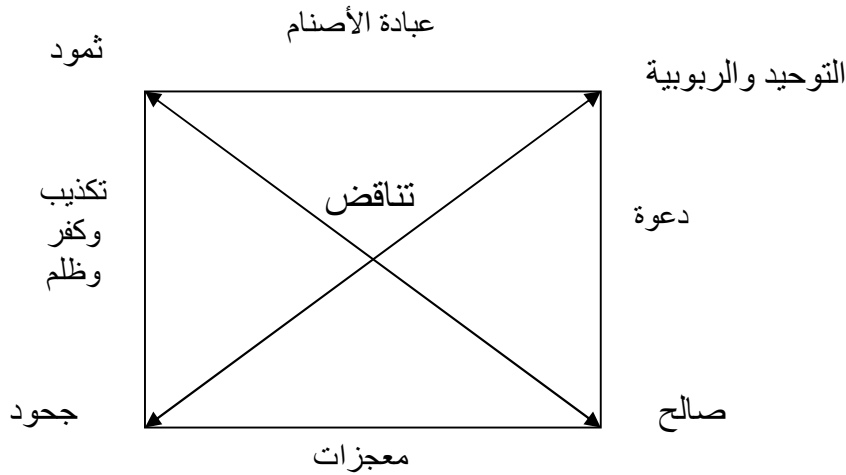 عبادة الأصنام
ثمود
التوحيد والربوبية
تناقض
تكذيب
وكفر
وظلم
دعوة
جحود
صالح
معجزات